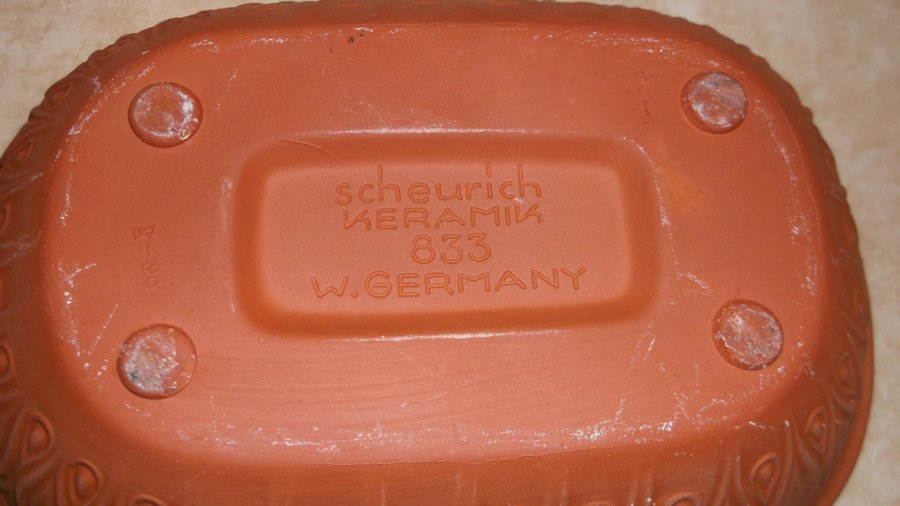 scheurich
KERAMIK
833
W. GERMANY